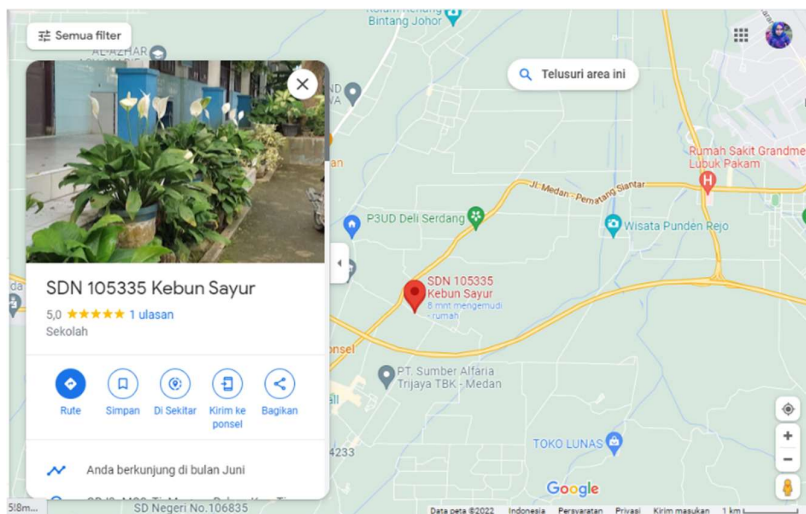 Semua filter
Bintang Johor
AL-AZHAR
Telusuri area ini
Rumah Sakit Grandme
Lubuk Pakam
Jl. Medan - Pematang Siantar
P3UD Deli Serdang
Wisata Punden Rejo
SDN 105335 Kebun Sayur
5,0
1 ulasan
Sekolah
SDN 105335
Kebun Sayur
8 mnt mengemudi
- rumah
PT. Sumber Alfaria
Trijaya TBK - Medan
Rute
Simpan
Di Sekitar
Kirim ke
ponsel
Bagikan
4233
TOKO LUNAS
Anda berkunjung di bulan Juni
Google
SD Negeri No.106835
Data peta ©2022
Indonesia
Persyaratan
Privasi
Kirim masukan
1 km